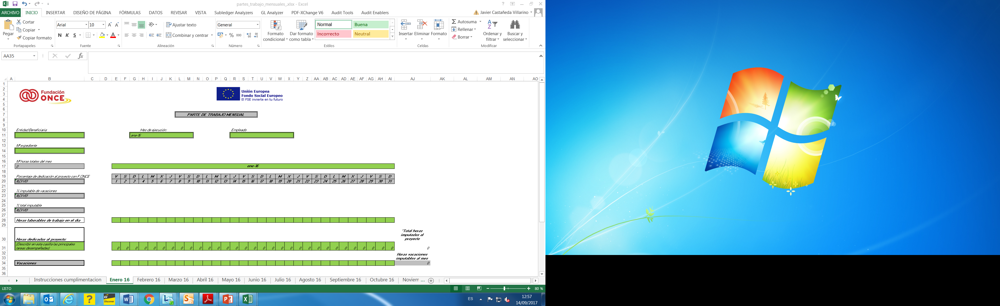 partes_trabajo_mensuales_.xlsx - Excel
ARCHIVO INICIO INSERTAR DISEÑO DE PÁGINA FÓRMULAS DATOS REVISAR VISTA Subledger Analyzers GL Analyzer PDF-XChange V6 Audit Tools Audit Enablers Javier Castañeda Villarino
Pegar
Cortar
Copiar
Copiar formato
Portapapeles
Arial 10
N K S
Fuente
Ajustar texto
Combinar y centrar
Alineación
General
% 000
Número
Formato condicional
Dar formato como tabla
Normal Buena
Incorrecto Neutral
Estilos
Insertar Eliminar Formato
Celdas
Autosuma
Rellenar
Borrar
Ordenar y filtrar
Buscar y seleccionar
Modificar
AA35
fx
A B C D E F G H I J K L M N O P Q R S T U V W X Y Z AA AB AC AD AE AF AG AH AI AJ AK AL AM AN AO
1
2
3
4
5
6
7
8
9
10
11
12
13
14
15
16
17
18
19
20
21
22
23
24
25
26
27
28
29
30
31
32
33
34
35
36
Fundación
ONCE
Unión Europea
Fondo Social Europeo
El FSE invierte en tu futuro
PARTE DE TRABAJO MENSUAL
Entidad Beneficiaria: Mes de ejecución: Empleado
ene-16
Nº expediente
Nº horas totales del mes
0 ene-16
Porcentaje de dedicación al proyecto con F.ONCE V S D L M X J V S D L M X J V S D L M X J V S D L M X J V S D
#¡DIV/0! 1 2 3 4 5 6 7 8 9 10 11 12 13 14 15 16 17 18 19 20 21 22 23 24 25 26 27 28 29 30 31
% imputable de vacaciones
#¡DIV/0!
% total imputable
#¡DIV/0!
Horas laborables de trabajo en el día
'Total horas
imputadas al
proyecto
Horas dedicadas al proyecto:
(Describir en esta casilla las principales
tareas desempeñadas) 0 0 0 0 0 0 0 0 0 0 0 0 0 0 0 0 0 0 0 0 0 0 0 0 0 0 0 0 0 0 0 0
Horas vacaciones
imputables al mes
Vacaciones 0
Instrucciones cumplimentacion Enero 16 Febrero 16 Marzo 16 Abril 16 Mayo 16 Junio 16 Julio 16 Agosto 16 Septiembre 16 Octubre 16 Noviem ...
LISTO 80 %
EY Discover
ES
12:57
14/09/2017